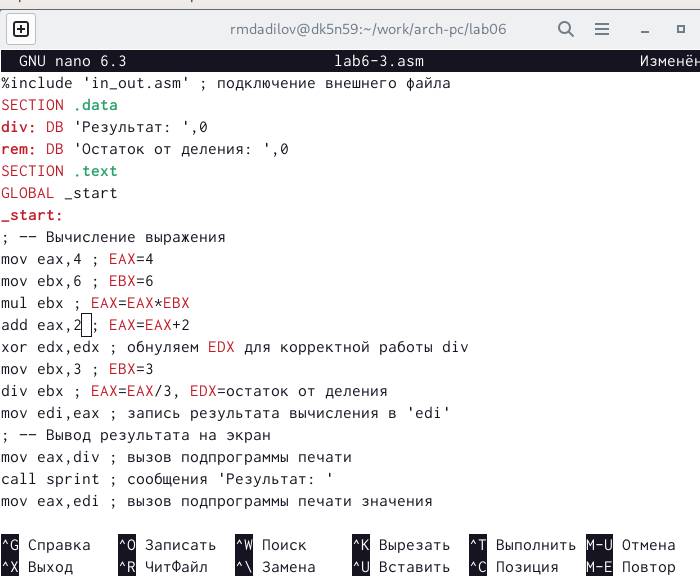 rmdadilov@dk5n59:~/work/arch-pc/lab06
GNU nano 6.3 lab6-3.asm Изменён
%include 'in_out.asm' ; подключение внешнего файла
SECTION .data
div: DB 'Результат: ',0
rem: DB 'Остаток от деления: ',0
SECTION .text
GLOBAL _start
_start:
; -- Вычисление выражения
mov eax,4 ; EAX=4
mov ebx,6 ; EBX=6
mul ebx ; EAX=EAX*EBX
add eax,2 ; EAX=EAX+2
xor edx,edx ; обнуляем EDX для корректной работы div
mov ebx,3 ; EBX=3
div ebx ; EAX=EAX/3, EDX=остаток от деления
mov edi,eax ; запись результата вычисления в 'edi'
; -- Вывод результата на экран
mov eax,div ; вызов подпрограммы печати
call sprint ; сообщения 'Результат: '
mov eax,edi ; вызов подпрограммы печати значения
^G Справка ^O Записать ^W Поиск ^K Вырезать ^T Выполнить M-U Отмена
^X Выход ^R ЧитФайл ^\ Замена ^U Вставить ^C Позиция M-E Повтор